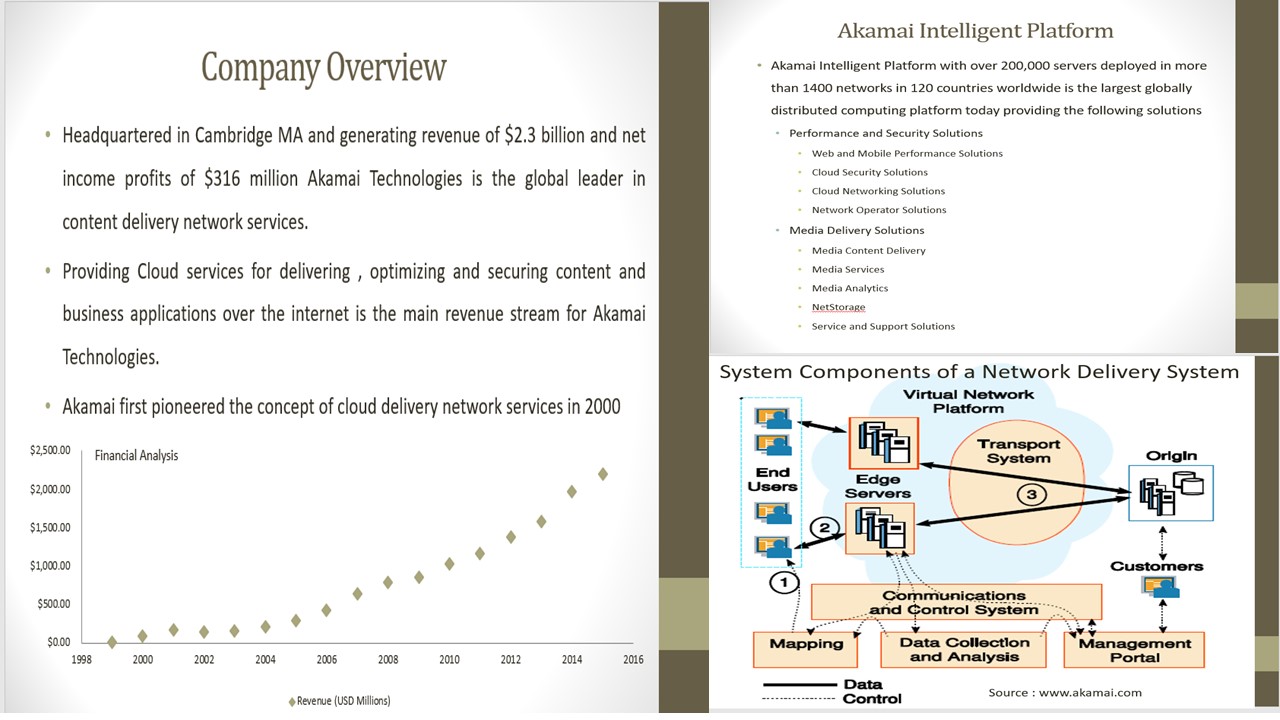 Company Overview
• Headquartered in Cambridge MA and generating revenue of $2.3 billion and net
income profits of $316 million Akamai Technologies is the global leader in
content delivery network services.
• Providing Cloud services for delivering , optimizing and securing content and
business applications over the internet is the main revenue stream for Akamai
Technologies.
• Akamai first pioneered the concept of cloud delivery network services in 2000
Financial Analysis
$2,500.00
$2,000.00
$1,500.00
$1,000.00
$500.00
$0.00
1998 2000 2002 2004 2006 2008 2010 2012 2014 2016
Revenue (USD Millions)
Akamai Intelligent Platform
• Akamai Intelligent Platform with over 200,000 servers deployed in more
than 1400 networks in 120 countries worldwide is the largest globally
distributed computing platform today providing the following solutions
• Performance and Security Solutions
• Web and Mobile Performance Solutions
• Cloud Security Solutions
• Cloud Networking Solutions
• Network Operator Solutions
• Media Delivery Solutions
• Media Content Delivery
• Media Services
• Media Analytics
• NetStorage
• Service and Support Solutions
System Components of a Network Delivery System
Virtual Network
Platform
Transport
System
Origin
End
Users
Edge
Servers
3
2
1
Customers
Communications
and Control System
Mapping
Data Collection
and Analysis
Management
Portal
Data
Control
Source : www.akamai.com